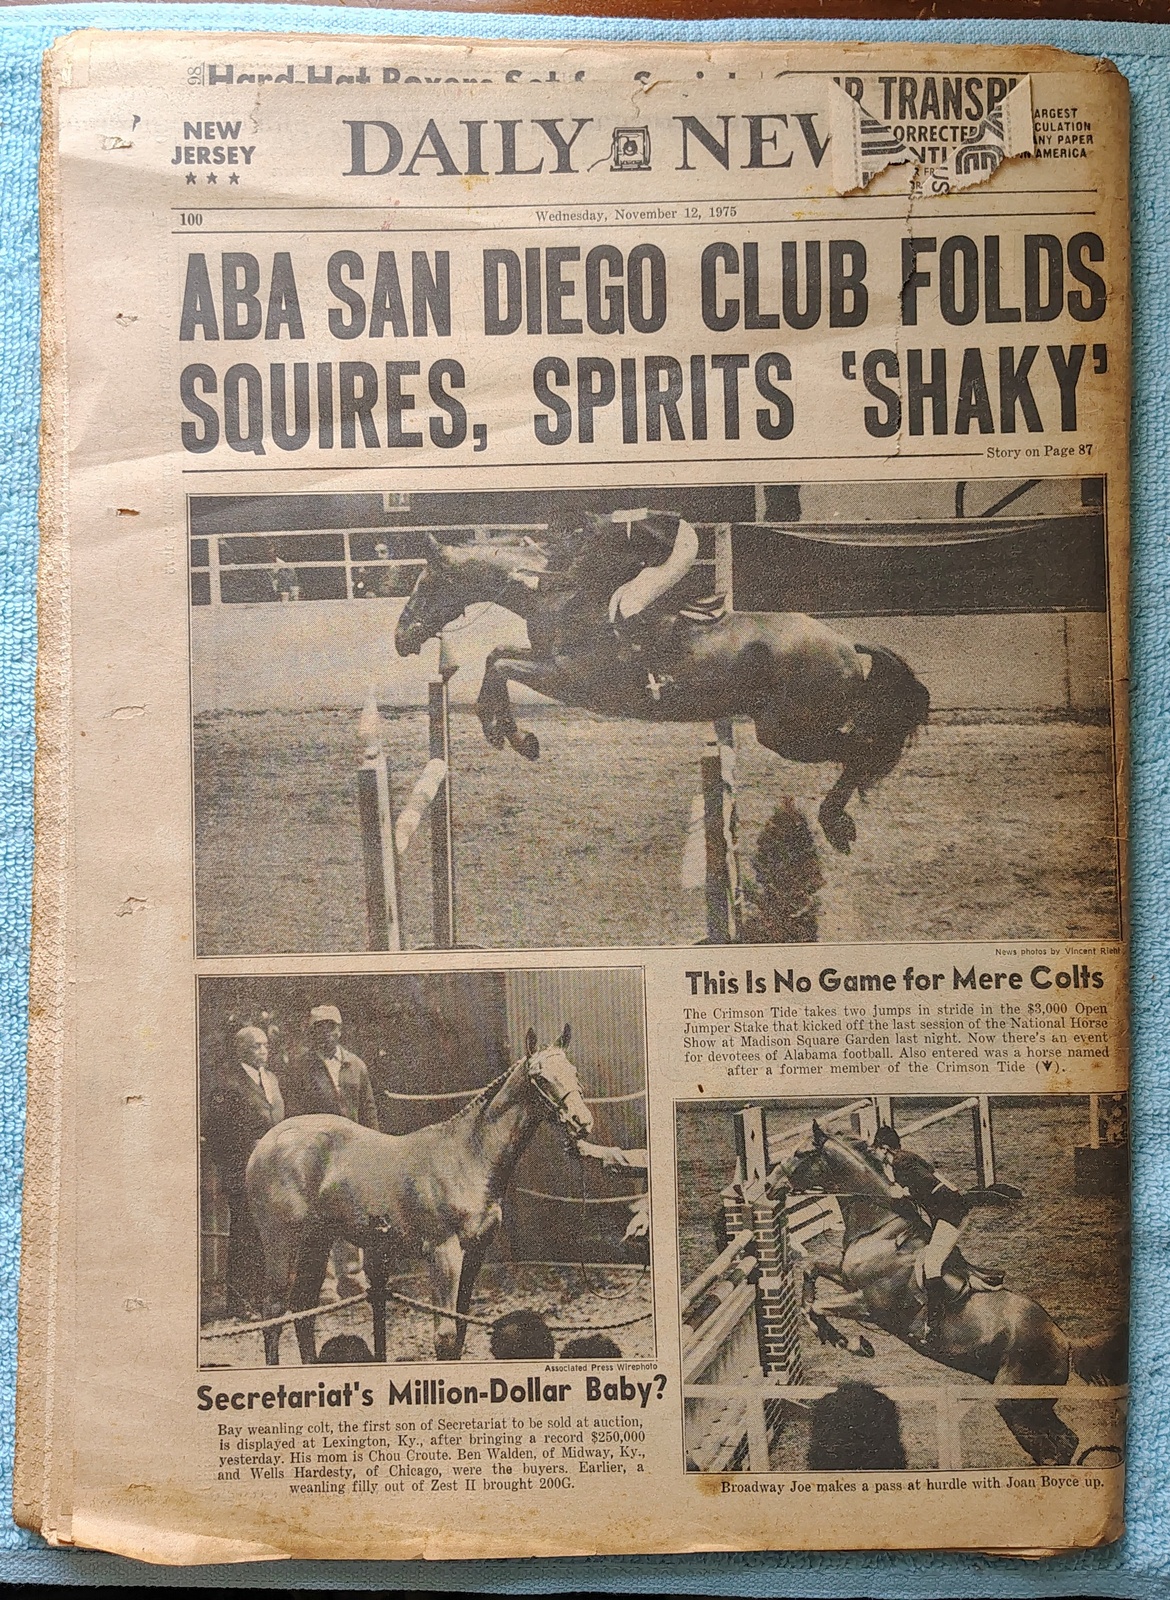 98
Hard-Hat Boxers Set for
NEW
JERSEY
★ ★ ★
DAILY NEW
TRANSP
CORRECTED
US
ARGEST
CULATION
ANY PAPER
AMERICA
100
Wednesday, November 12, 1975
ABA SAN DIEGO CLUB FOLDS
SQUIRES, SPIRITS 'SHAKY'
Story on Page 87
News photos by Vincent Riehl
This Is No Game for Mere Colts
The Crimson Tide takes two jumps in stride in the $3,000 Open
Jumper Stake that kicked off the last session of the National Horse
Show at Madison Square Garden last night. Now there's an event
for devotees of Alabama football. Also entered was a horse named
after a former member of the Crimson Tide (▼).
Associated Press Wirephoto
Secretariat's Million-Dollar Baby?
Bay weanling colt, the first son of Secretariat to be sold at auction,
is displayed at Lexington, Ky., after bringing a record $250,000
yesterday. His mom is Chou Croute. Ben Walden, of Midway, Ky.,
and Wells Hardesty, of Chicago, were the buyers. Earlier, a
weanling filly out of Zest II brought 200G.
Broadway Joe makes a pass at hurdle with Joan Boyce up.